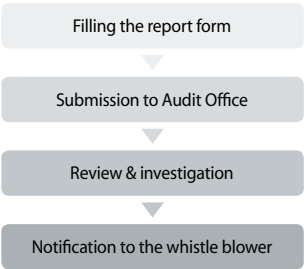 Filling the report form
Submission to Audit Office
Review & investigation
Notification to the whistle blower